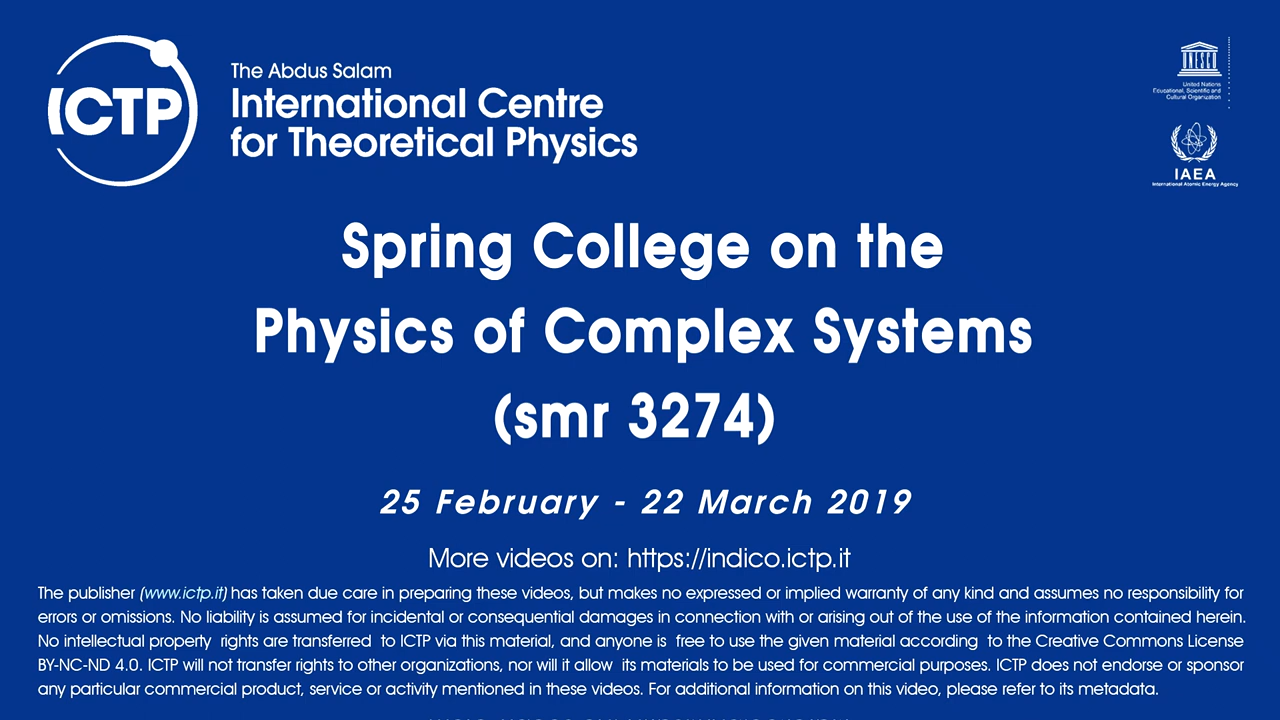 ICTP
The Abdus Salam
International Centre
for Theoretical Physics
UNESCO
United Nations
Educational, Scientific and
Cultural Organization
IAEA
International Atomic Energy Agency
Spring College on the
Physics of Complex Systems
(smr 3274)
25 February - 22 March 2019
More videos on: https://indico.ictp.it
The publisher (www.ictp.it) has taken due care in preparing these videos, but makes no expressed or implied warranty of any kind and assumes no responsibility for
errors or omissions. No liability is assumed for incidental or consequential damages in connection with or arising out of the use of the information contained herein.
No intellectual property rights are transferred to ICTP via this material, and anyone is free to use the given material according to the Creative Commons License
BY-NC-ND 4.0. ICTP will not transfer rights to other organizations, nor will it allow its materials to be used for commercial purposes. ICTP does not endorse or sponsor
any particular commercial product, service or activity mentioned in these videos. For additional information on this video, please refer to its metadata.